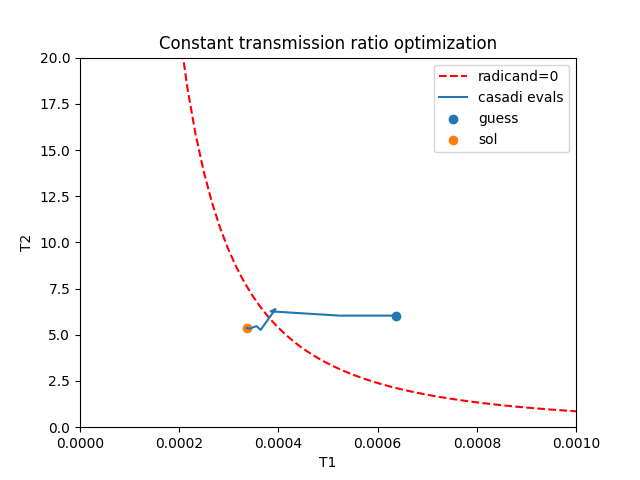 Constant transmission ratio optimization
20.0
17.5
15.0
12.5
10.0
7.5
5.0
2.5
0.0
T2
radicand=0
casadi evals
guess
sol
0.0000 0.0002 0.0004 0.0006 0.0008 0.0010
T1